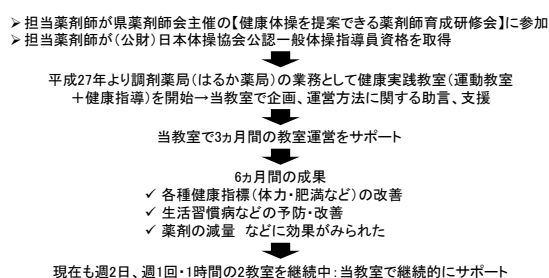 ➢担当薬剤師が県薬剤師会主催の【健康体操を提案できる薬剤師育成研修会】に参加
➢担当薬剤師が(公財)日本体操協会公認一般体操指導員資格を取得
平成27年より調剤薬局(はるか薬局)の業務として健康実践教室(運動教室
+健康指導)を開始→当教室で企画、運営方法に関する助言、支援
当教室で3ヵ月間の教室運営をサポート
6ヵ月間の成果
✓ 各種健康指標(体力・肥満など)の改善
✓ 生活習慣病などの予防・改善
✓ 薬剤の減量 などに効果がみられた
現在も週2日、週1回・1時間の2教室を継続中:当教室で継続的にサポート